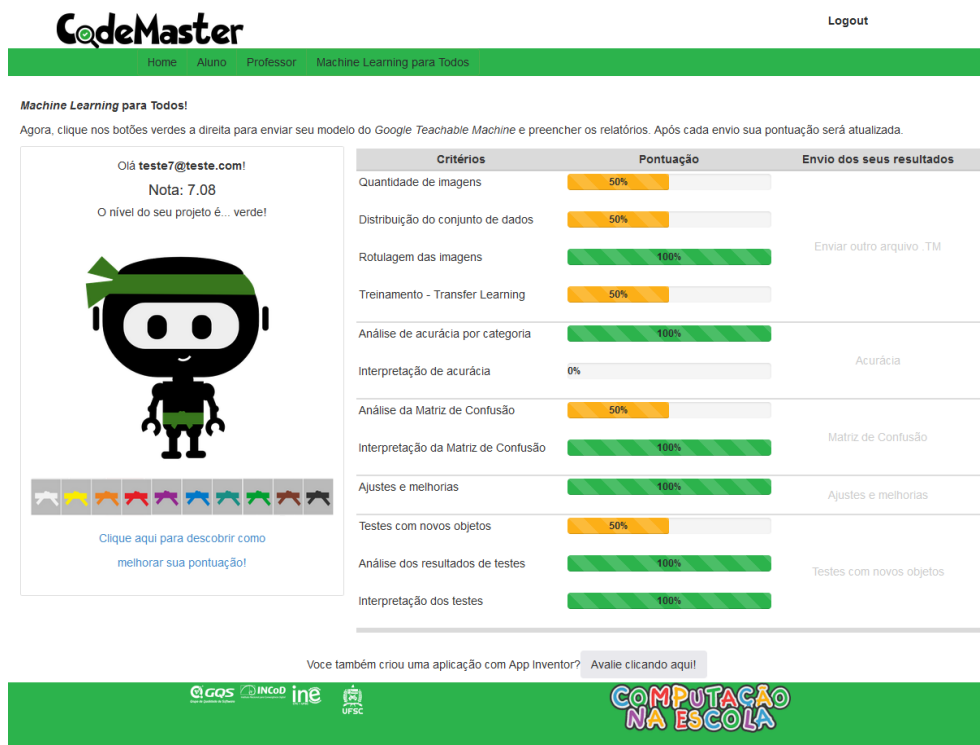 CodeMaster
Logout
Home Aluno Professor Machine Learning para Todos
Machine Learning para Todos!
Agora, clique nos botões verdes a direita para enviar seu modelo do Google Teachable Machine e preencher os relatórios. Após cada envio sua pontuação será atualizada.
Olá teste7@teste.com!
Nota: 7.08
O nível do seu projeto é... verde!
Clique aqui para descobrir como
melhorar sua pontuação!
Critérios Pontuação Envio dos seus resultados
Quantidade de imagens 50%
Distribuição do conjunto de dados 50%
Enviar outro arquivo .TM
Rotulagem das imagens 100%
Treinamento - Transfer Learning 50%
Análise de acurácia por categoria 100%
Acurácia
Interpretação de acurácia 0%
Análise da Matriz de Confusão 50%
Matriz de Confusão
Interpretação da Matriz de Confusão 100%
Ajustes e melhorias 100% Ajustes e melhorias
Testes com novos objetos 50%
Análise dos resultados de testes 100%
Testes com novos objetos
Interpretação dos testes 100%
Você também criou uma aplicação com App Inventor? Avalie clicando aqui!
GQS INCoD ine UFSC
COMPUTAÇÃO
NA ESCOLA